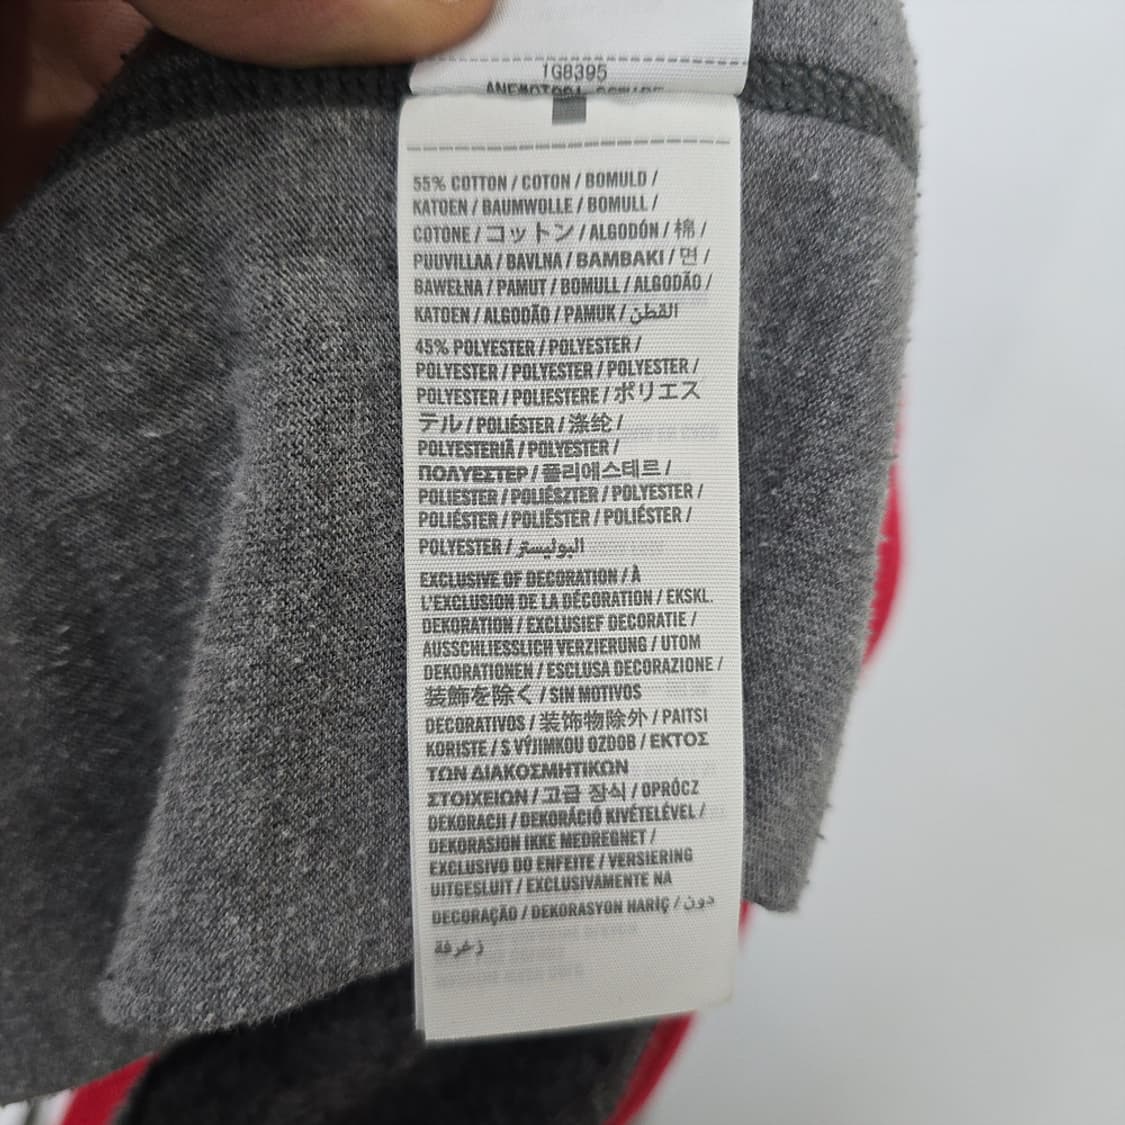 1G8395
55% COTTON / COTON / BOMULD /
KATOEN / BAUMWOLLE / BOMULL /
COTONE / コットン / ALGODÓN / 棉 /
PUUVILLAA / BAVLNA / BAMBAKI / 면 /
BAWEŁNA / PAMUT / BOMULL / ALGODÃO /
KATOEN / ALGODÃO / PAMUK / القطن
45% POLYESTER / POLYESTER /
POLYESTER / POLYESTER / POLYESTER /
POLYESTER / POLIESTERE / ポリエス
テル / POLIÉSTER / 涤纶 /
POLYESTERIÄ / POLYESTER /
ΠΟΛΥΕΣΤΕΡ / 폴리에스테르 /
POLIESTER / POLIÉSZTER / POLYESTER /
POLIÉSTER / POLIËSTER / POLIÉSTER /
POLYESTER / البوليستر
EXCLUSIVE OF DECORATION / À
L'EXCLUSION DE LA DÉCORATION / EKSKL.
DEKORATION / EXCLUSIEF DECORATIE /
AUSSCHLIESSLICH VERZIERUNG / UTOM
DEKORATIONEN / ESCLUSA DECORAZIONE /
装飾を除く / SIN MOTIVOS
DECORATIVOS / 装饰物除外 / PAITSI
KORISTE / S VÝJIMKOU OZDOB / ΕΚΤΟΣ
ΤΩΝ ΔΙΑΚΟΣΜΗΤΙΚΩΝ
ΣΤΟΙΧΕΙΩΝ / 고급 장식 / OPRÓCZ
DEKORACJI / DEKORÁCIÓ KIVÉTELÉVEL /
DEKORASJON IKKE MEDREGNET /
EXCLUSIVO DO ENFEITE / VERSIERING
UITGESLUIT / EXCLUSIVAMENTE NA
DECORAÇÃO / DEKORASYON HARİÇ / دون
زخرفة